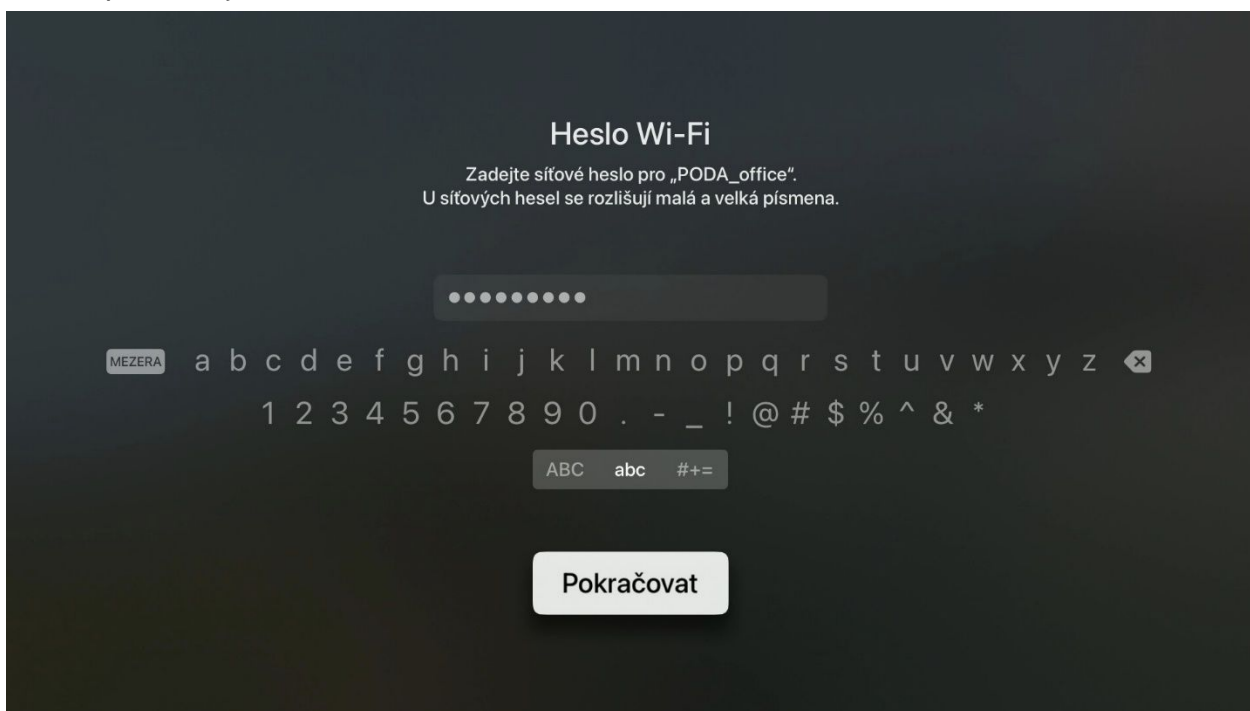 Heslo Wi-Fi
Zadejte síťové heslo pro „PODA_office“.
U síťových hesel se rozlišují malá a velká písmena.
●●●●●●●●●
MEZERA a b c d e f g h i j k l m n o p q r s t u v w x y z
1 2 3 4 5 6 7 8 9 0 . - _ ! @ # $ % ^ & *
ABC abc #+=
Pokračovat